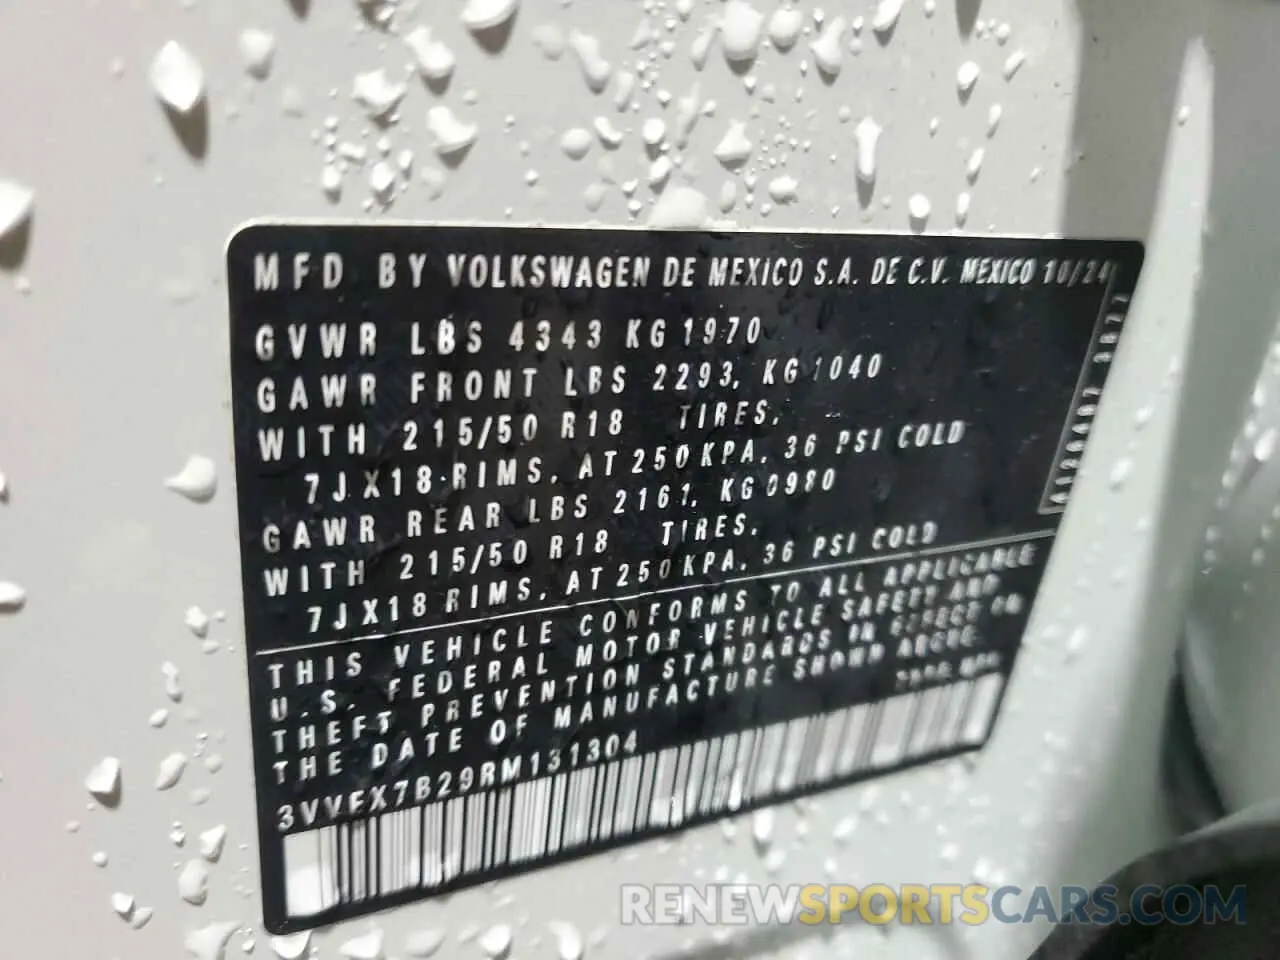 MFD BY VOLKSWAGEN DE MEXICO S.A. DE C.V. MEXICO 10/24
GVWR LBS 4343 KG 1970
GAWR FRONT LBS 2293, KG 1040
WITH 215/50 R18 TIRES,
7J X18 RIMS, AT 250 KPA, 36 PSI COLD
GAWR REAR LBS 2161, KG 0980
WITH 215/50 R18 TIRES,
7JX18 RIMS, AT 250 KPA, 36 PSI COLD
THIS VEHICLE CONFORMS TO ALL APPLICABLE
U.S. FEDERAL MOTOR VEHICLE SAFETY AND
THEFT PREVENTION STANDARDS IN EFFECT ON
THE DATE OF MANUFACTURE SHOWN ABOVE.
3VVEX7B29RM131304
RENEWSPORTSCARS.COM